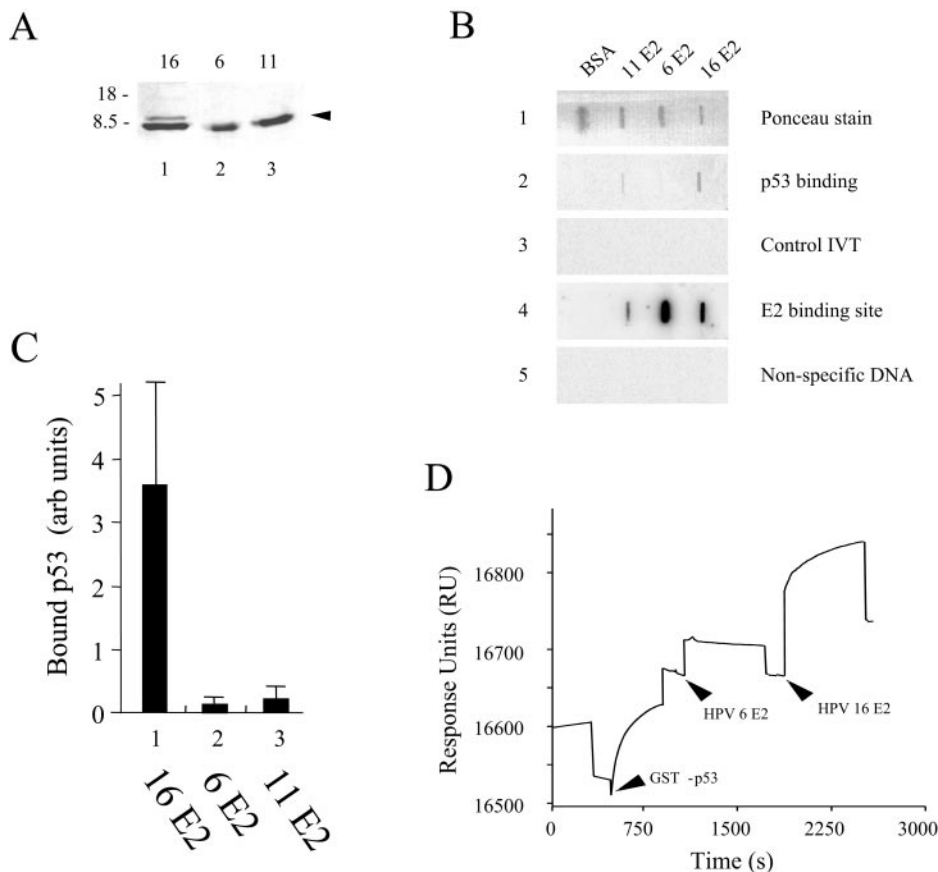 A
16 6 11
18 -
8.5 -
1 2 3
B
BSA
11 E2
6 E2
16 E2
1 Ponceau stain
2 p53 binding
3 Control IVT
4 E2 binding site
5 Non-specific DNA
C
Bound p53 (arb units)
5
4
3
2
1
0
1 2 3
16 E2
6 E2
11 E2
D
Response Units (RU)
16800
16700
16600
16500
HPV 6 E2
HPV 16 E2
GST -p53
0 750 1500 2250 3000
Time (s)